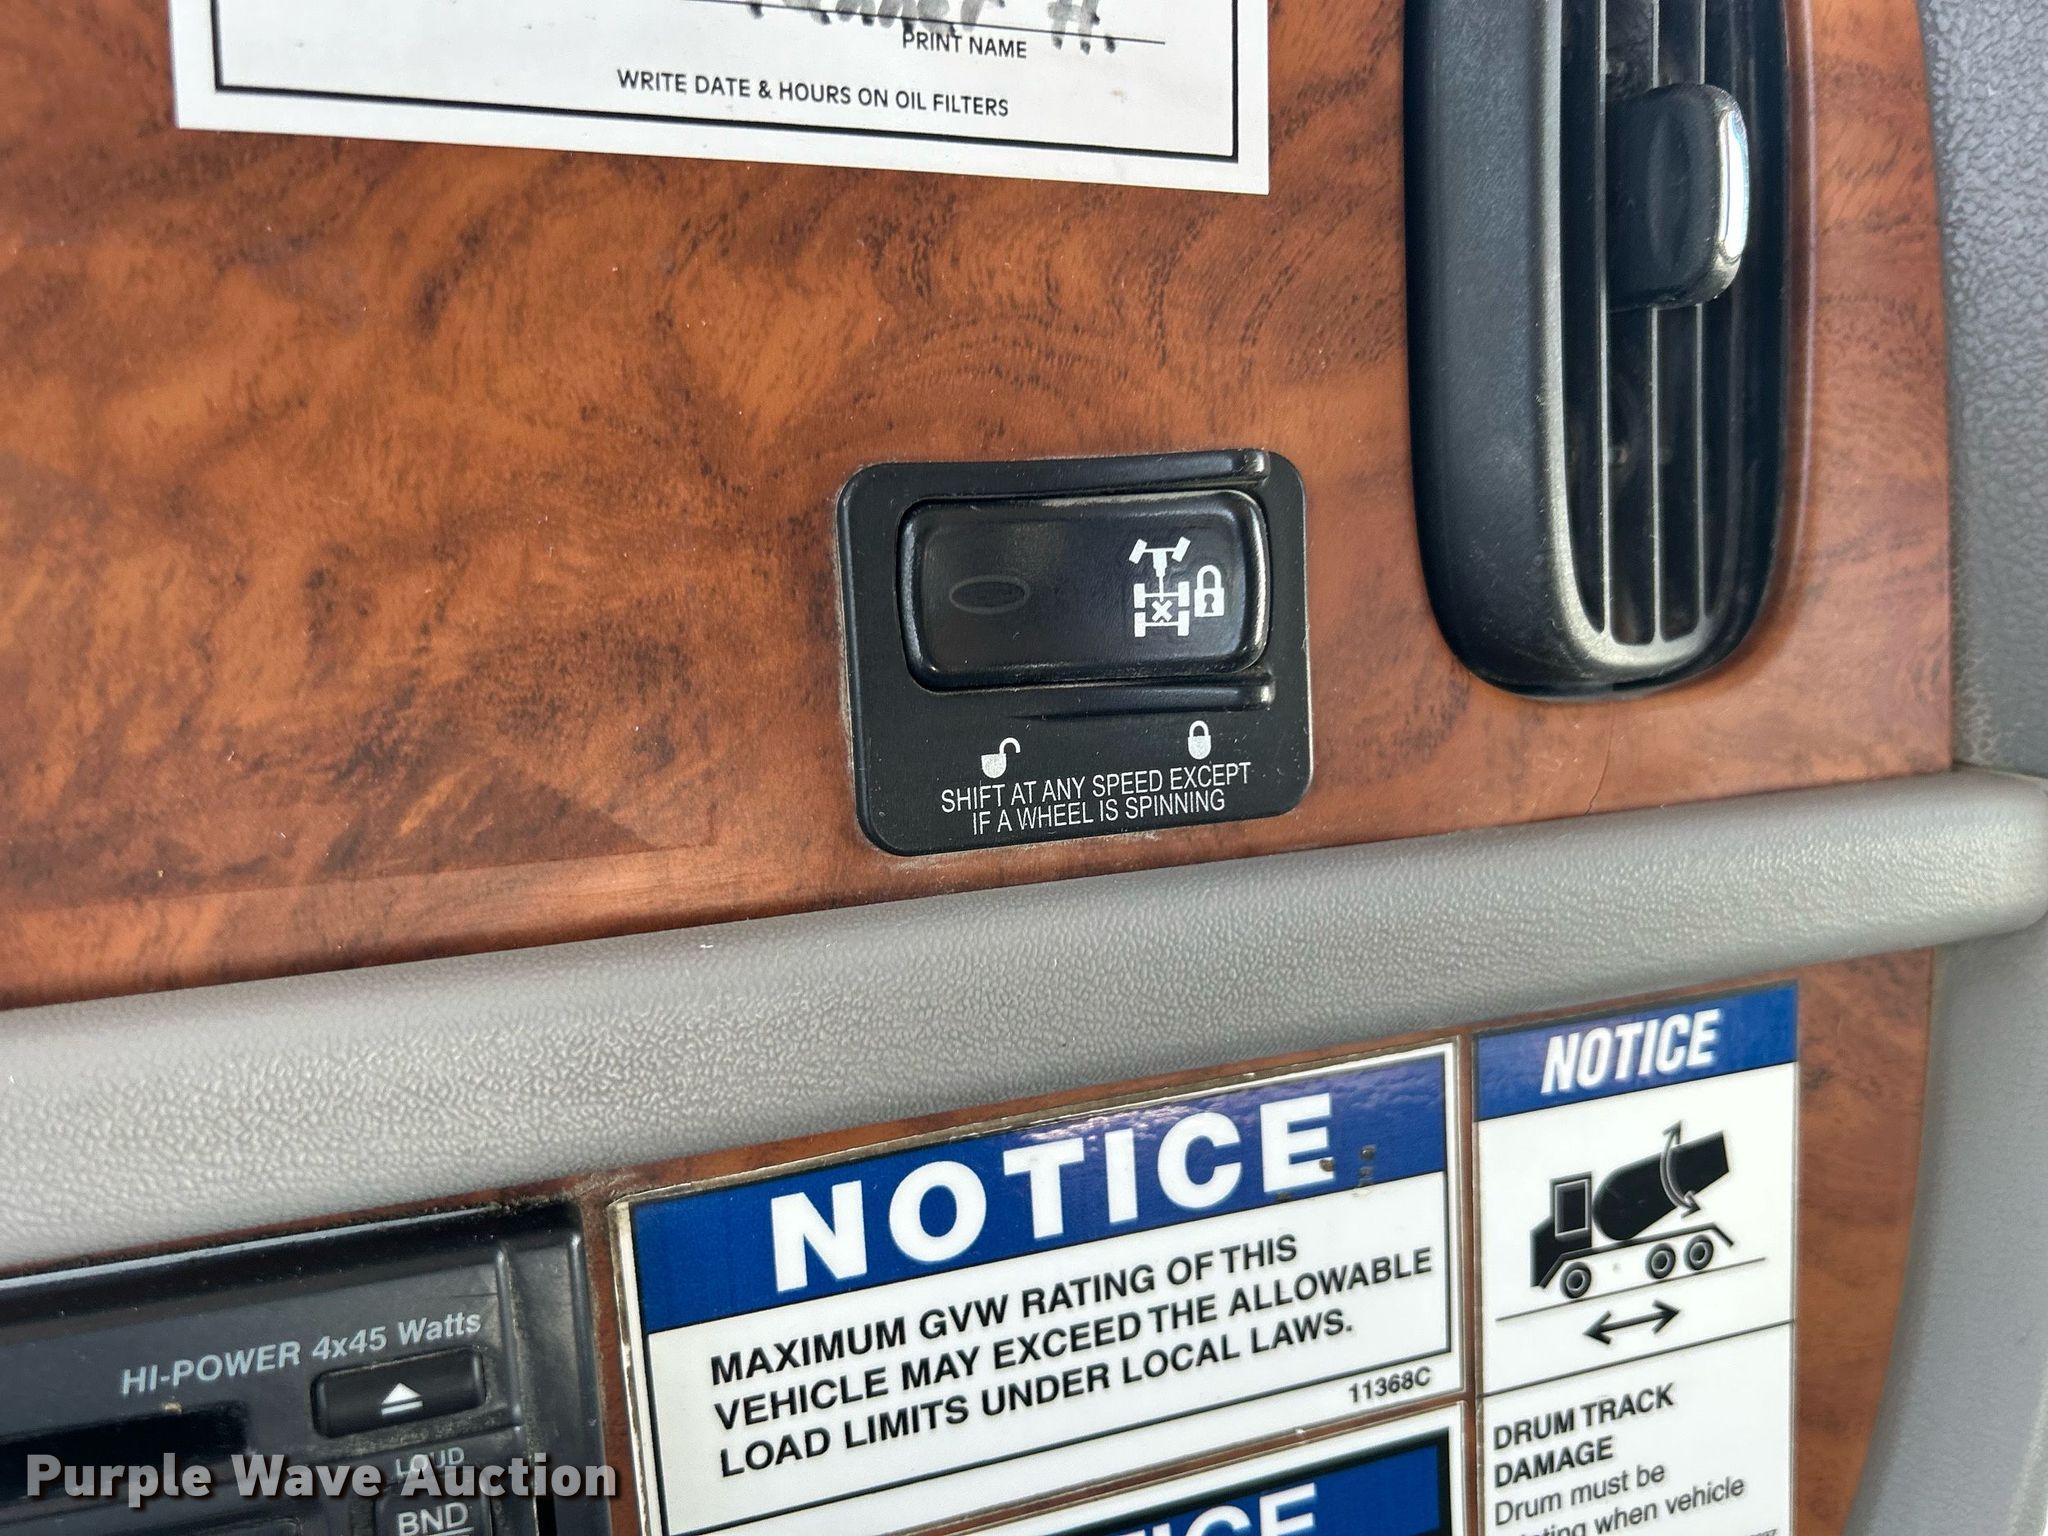 H.
PRINT NAME
WRITE DATE & HOURS ON OIL FILTERS
SHIFT AT ANY SPEED EXCEPT
IF A WHEEL IS SPINNING
NOTICE
MAXIMUM GVW RATING OF THIS
VEHICLE MAY EXCEED THE ALLOWABLE
LOAD LIMITS UNDER LOCAL LAWS.
11368C
NOTICE
DRUM TRACK
DAMAGE
Drum must be
when vehicle
HI-POWER 4x45 Watts
LOUD
BND
Purple Wave Auction